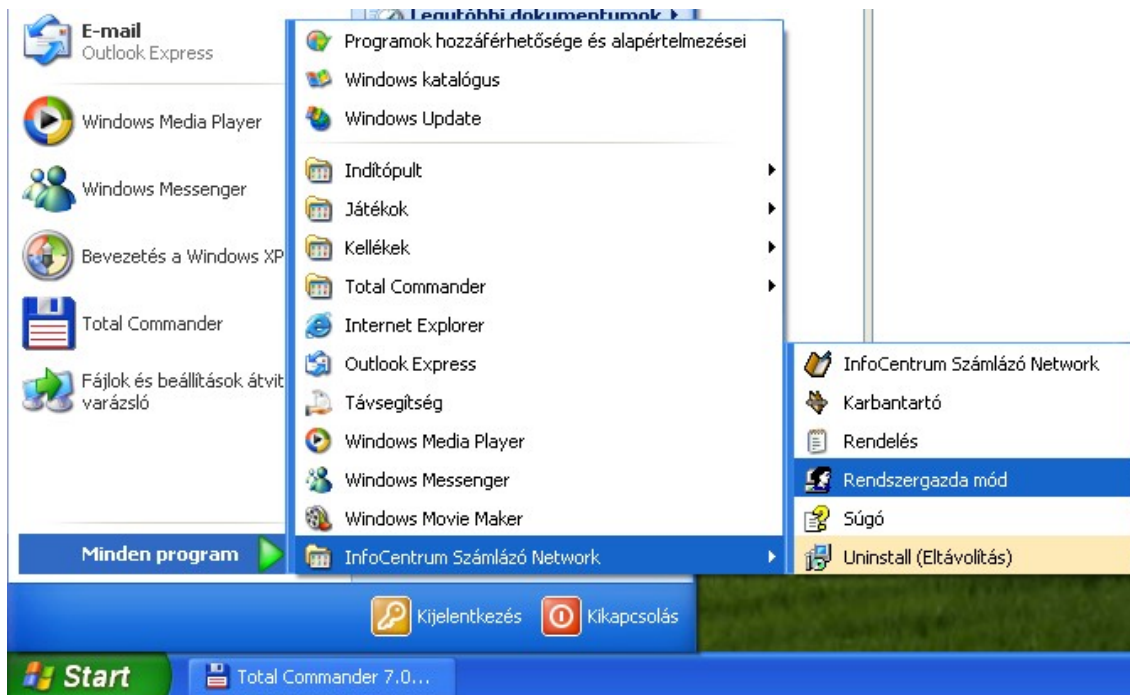 Legutóbbi dokumentumok
E-mail
Outlook Express
Windows Media Player
Windows Messenger
Bevezetés a Windows XP
Total Commander
Fájlok és beállítások átvit
varázsló
Minden program
Programok hozzáférhetősége és alapértelmezései
Windows katalógus
Windows Update
Indítópult
Játékok
Kellékek
Total Commander
Internet Explorer
Outlook Express
Távsegítség
Windows Media Player
Windows Messenger
Windows Movie Maker
InfoCentrum Számlázó Network
InfoCentrum Számlázó Network
Karbantartó
Rendelés
Rendszergazda mód
Súgó
Uninstall (Eltávolítás)
Kijelentkezés
Kikapcsolás
Start
Total Commander 7.0...